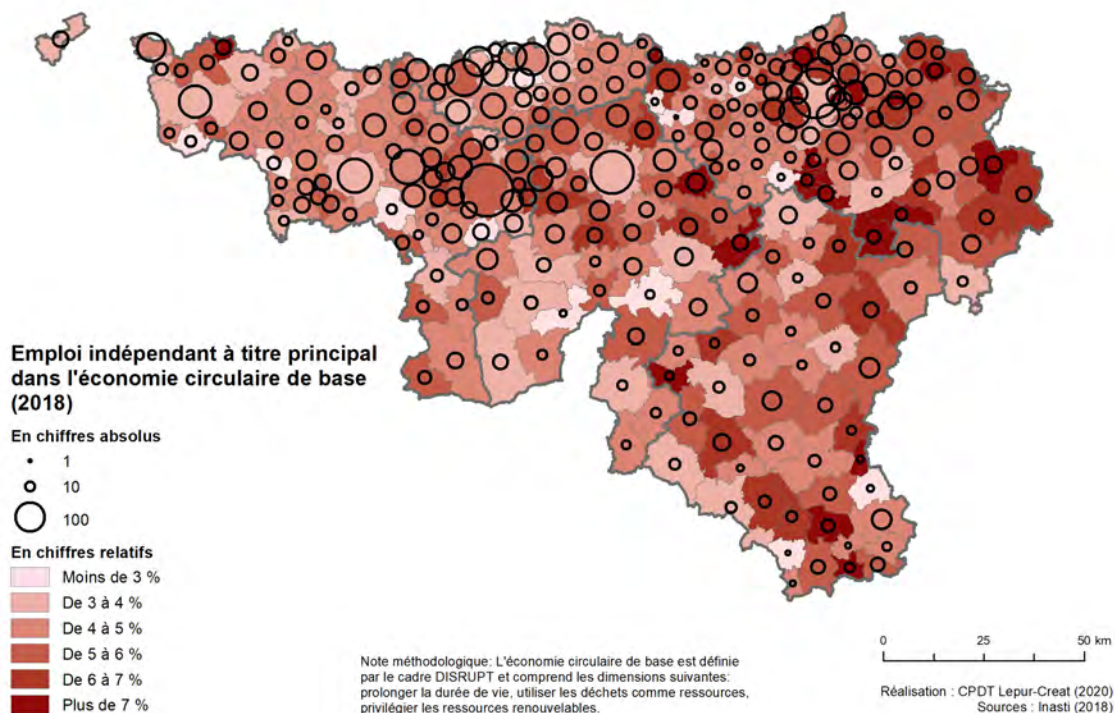 Emploi indépendant à titre principal
dans l'économie circulaire de base
(2018)
En chiffres absolus
1
10
100
En chiffres relatifs
Moins de 3 %
De 3 à 4 %
De 4 à 5 %
De 5 à 6 %
De 6 à 7 %
Plus de 7 %
Note méthodologique: L'économie circulaire de base est définie
par le cadre DISRUPT et comprend les dimensions suivantes:
prolonger la durée de vie, utiliser les déchets comme ressources,
privilégier les ressources renouvelables.
0 25 50 km
Réalisation : CPDT Lepur-Creat (2020)
Sources : Inasti (2018)